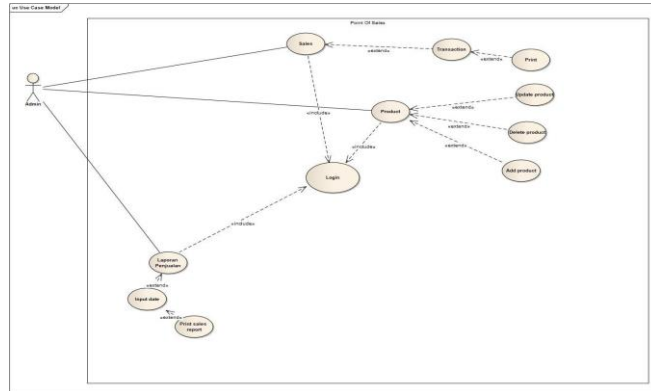 uc Use Case Model
Point Of Sales
Sales
«extend»
Transaction
«extend»
Print
Admin
Update product
«extend»
Product
«include»
«extend»
Delete product
«include»
«extend»
Add product
Login
«include»
Laporan
Penjualan
«extend»
Input date
«extend»
Print sales
report